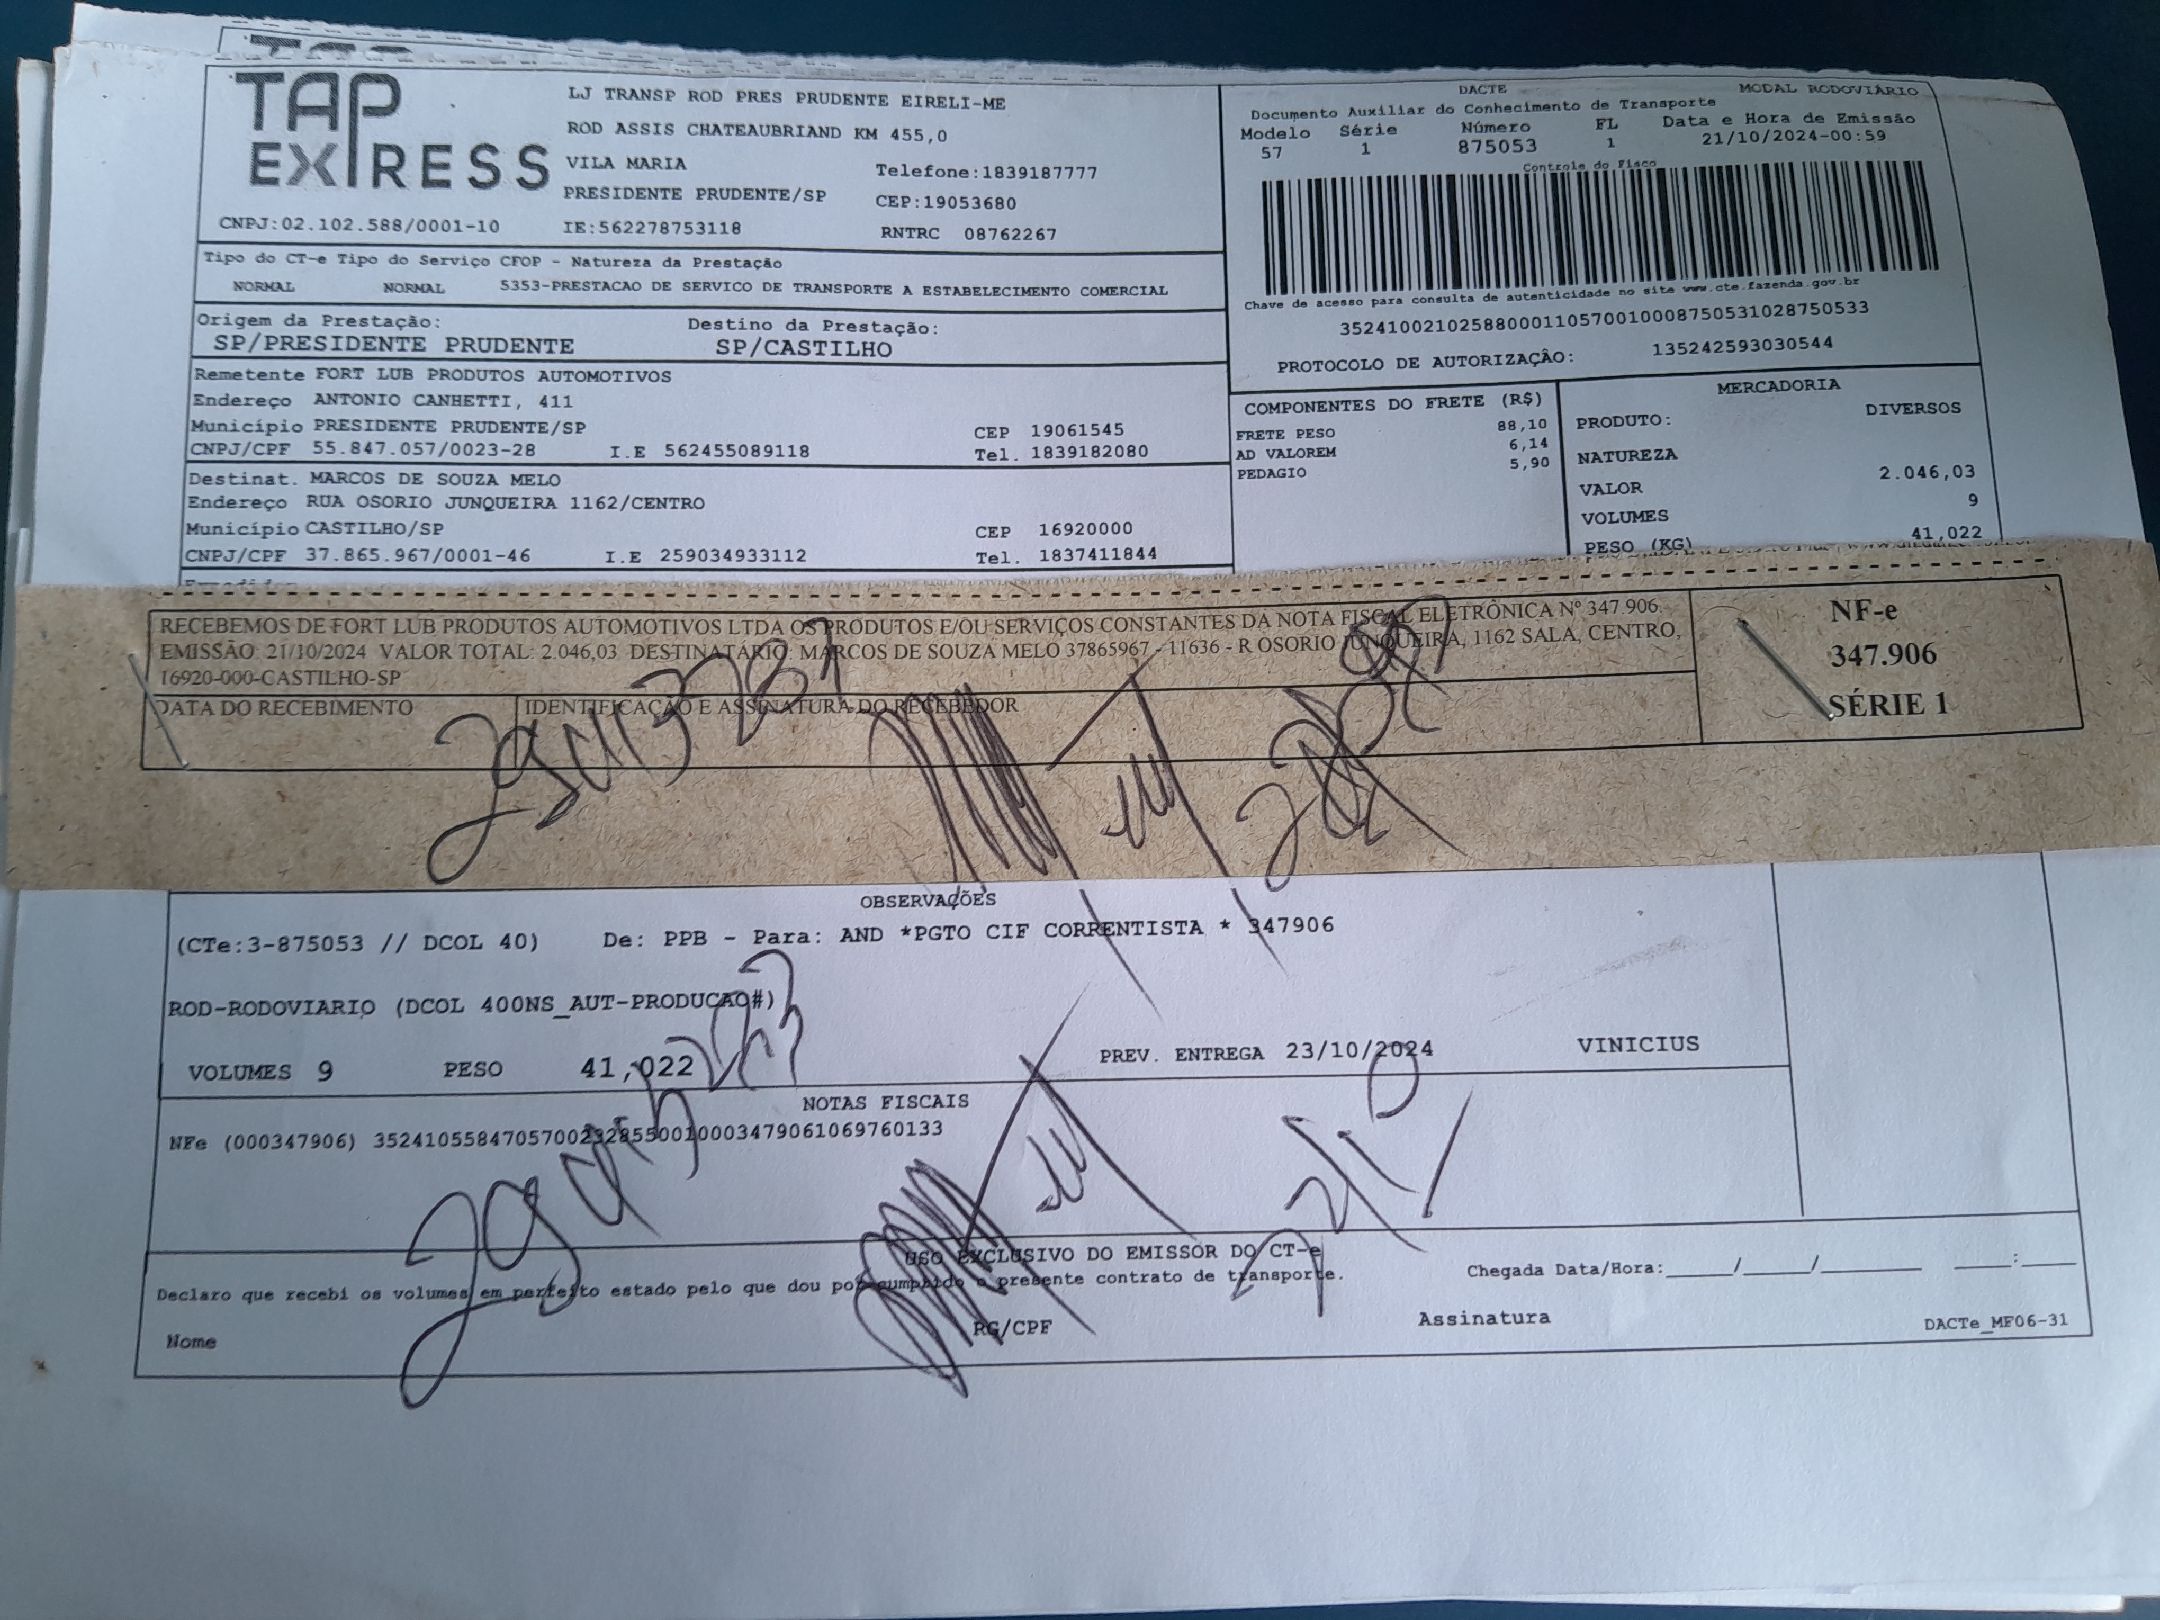 TAP EXPRESS
LJ TRANSP ROD PRES PRUDENTE EIRELI-ME
ROD ASSIS CHATEAUBRIAND KM 455,0
VILA MARIA Telefone:1839187777
PRESIDENTE PRUDENTE/SP CEP:19053680
CNPJ:02.102.588/0001-10 IE:562278753118 RNTRC 08762267
DACTE MODAL RODOVIÁRIO
Documento Auxiliar do Conhecimento de Transporte
Modelo Série Número FL Data e Hora de Emissão
57 1 875053 1 21/10/2024-00:59
Controle do Fisco
Chave de acesso para consulta de autenticidade no site www.cte.fazenda.gov.br
35241002102588000110570010008750531028750533
PROTOCOLO DE AUTORIZAÇÃO: 135242593030544
Tipo do CT-e Tipo do Serviço CFOP - Natureza da Prestação
NORMAL NORMAL 5353-PRESTACAO DE SERVICO DE TRANSPORTE A ESTABELECIMENTO COMERCIAL
Origem da Prestação: Destino da Prestação:
SP/PRESIDENTE PRUDENTE SP/CASTILHO
Remetente FORT LUB PRODUTOS AUTOMOTIVOS
Endereço ANTONIO CANHETTI, 411
Município PRESIDENTE PRUDENTE/SP CEP 19061545
CNPJ/CPF 55.847.057/0023-28 I.E 562455089118 Tel. 1839182080
Destinat. MARCOS DE SOUZA MELO
Endereço RUA OSORIO JUNQUEIRA 1162/CENTRO
Município CASTILHO/SP CEP 16920000
CNPJ/CPF 37.865.967/0001-46 I.E 259034933112 Tel. 1837411844
COMPONENTES DO FRETE (R$)
FRETE PESO 88,10
AD VALOREM 6,14
PEDAGIO 5,90
MERCADORIA
PRODUTO: DIVERSOS
NATUREZA
VALOR 2.046,03
VOLUMES 9
PESO (KG) 41,022
RECEBEMOS DE FORT LUB PRODUTOS AUTOMOTIVOS LTDA OS PRODUTOS E/OU SERVIÇOS CONSTANTES DA NOTA FISCAL ELETRÔNICA Nº 347.906.
EMISSÃO: 21/10/2024 VALOR TOTAL: 2.046,03 DESTINATÁRIO: MARCOS DE SOUZA MELO 37865967 - 11636 - R OSORIO JUNQUEIRA, 1162 SALA, CENTRO,
16920-000-CASTILHO-SP
DATA DO RECEBIMENTO IDENTIFICAÇÃO E ASSINATURA DO RECEBEDOR
NF-e
347.906
SÉRIE 1
OBSERVAÇÕES
(CTe:3-875053 // DCOL 40) De: PPB - Para: AND *PGTO CIF CORRENTISTA * 347906
ROD-RODOVIARIO (DCOL 400NS_AUT-PRODUCAO#)
VOLUMES 9 PESO 41,022 PREV. ENTREGA 23/10/2024 VINICIUS
NOTAS FISCAIS
NFe (000347906) 35241055847057002328550010003479061069760133
USO EXCLUSIVO DO EMISSOR DO CT-e
Declaro que recebi os volumes em perfeito estado pelo que dou por cumprido o presente contrato de transporte.
Chegada Data/Hora:_____/_____/_________ _____:_____
Nome RG/CPF Assinatura DACTe_MF06-31